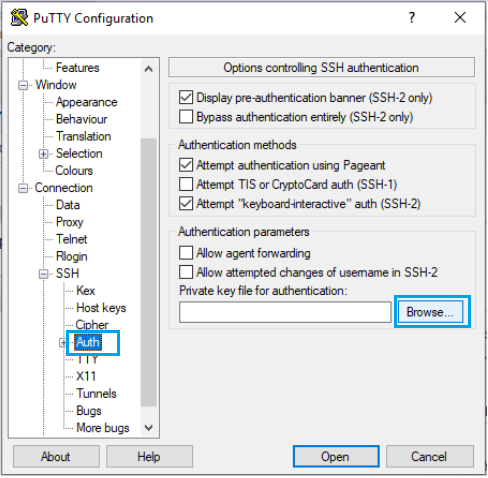 PuTTY Configuration
?
Category:
Features
Window
Appearance
Behaviour
Translation
Selection
Colours
Connection
Data
Proxy
Telnet
Rlogin
SSH
Kex
Host keys
Cipher
Auth
TTY
X11
Tunnels
Bugs
More bugs
Options controlling SSH authentication
Display pre-authentication banner (SSH-2 only)
Bypass authentication entirely (SSH-2 only)
Authentication methods
Attempt authentication using Pageant
Attempt TIS or CryptoCard auth (SSH-1)
Attempt "keyboard-interactive" auth (SSH-2)
Authentication parameters
Allow agent forwarding
Allow attempted changes of username in SSH-2
Private key file for authentication:
Browse...
About
Help
Open
Cancel